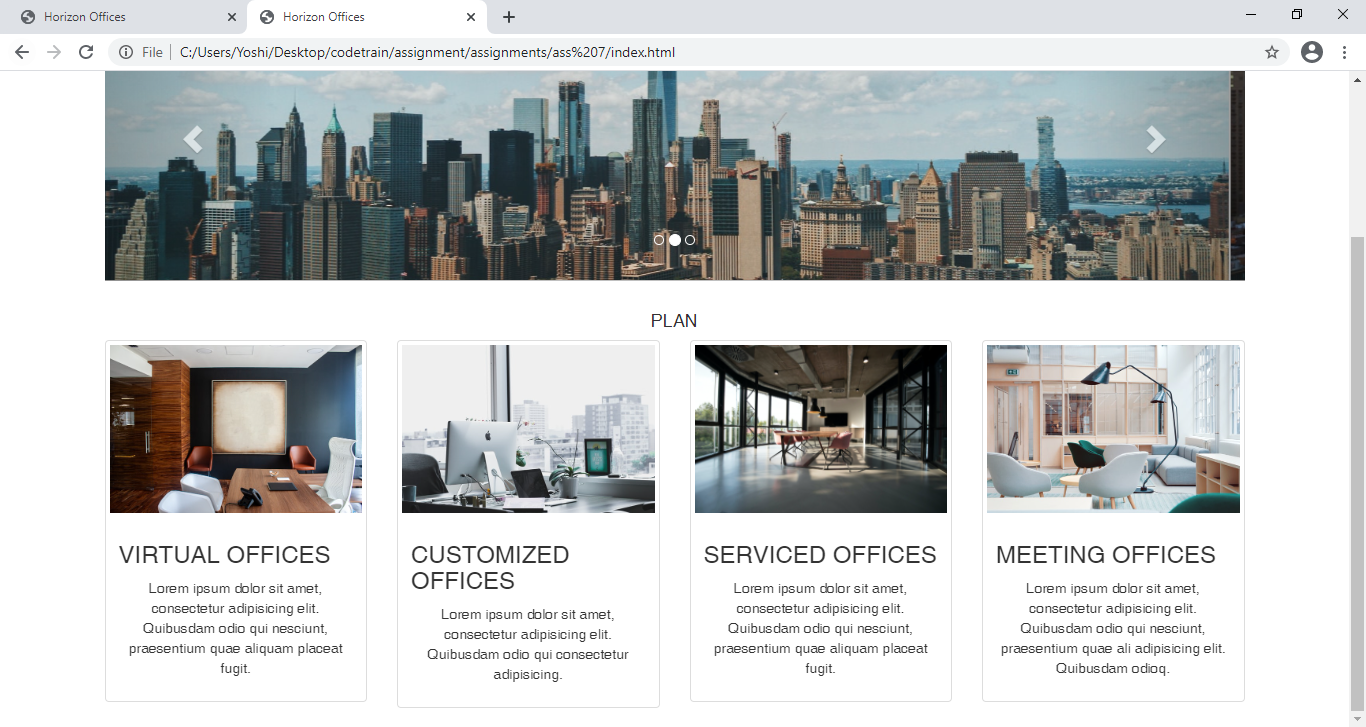 Horizon Offices
Horizon Offices
File
C:/Users/Yoshi/Desktop/codetrain/assignment/assignments/ass%207/index.html
PLAN
VIRTUAL OFFICES
Lorem ipsum dolor sit amet,
consectetur adipisicing elit.
Quibusdam odio qui nesciunt,
praesentium quae aliquam placeat
fugit.
CUSTOMIZED
OFFICES
Lorem ipsum dolor sit amet,
consectetur adipisicing elit.
Quibusdam odio qui consectetur
adipisicing.
SERVICED OFFICES
Lorem ipsum dolor sit amet,
consectetur adipisicing elit.
Quibusdam odio qui nesciunt,
praesentium quae aliquam placeat
fugit.
MEETING OFFICES
Lorem ipsum dolor sit amet,
consectetur adipisicing elit.
Quibusdam odio qui nesciunt,
praesentium quae ali adipisicing elit.
Quibusdam odioq.